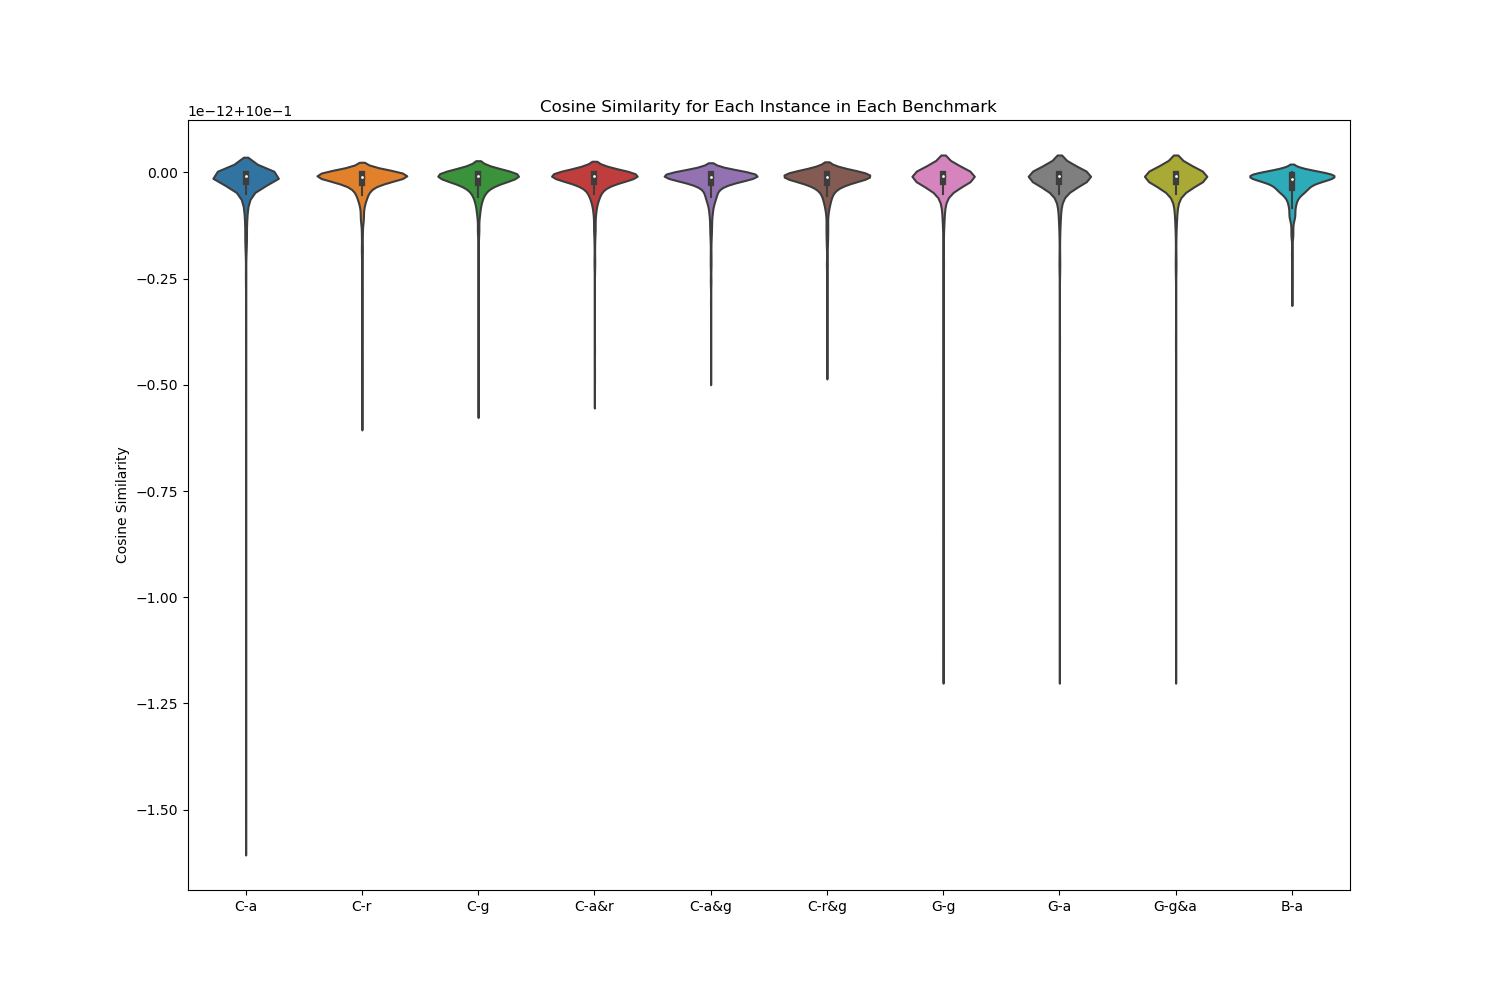 Cosine Similarity for Each Instance in Each Benchmark
1e−12+10e−1
0.00
−0.25
−0.50
−0.75
−1.00
−1.25
−1.50
Cosine Similarity
C-a C-r C-g C-a&r C-a&g C-r&g G-g G-a G-g&a B-a